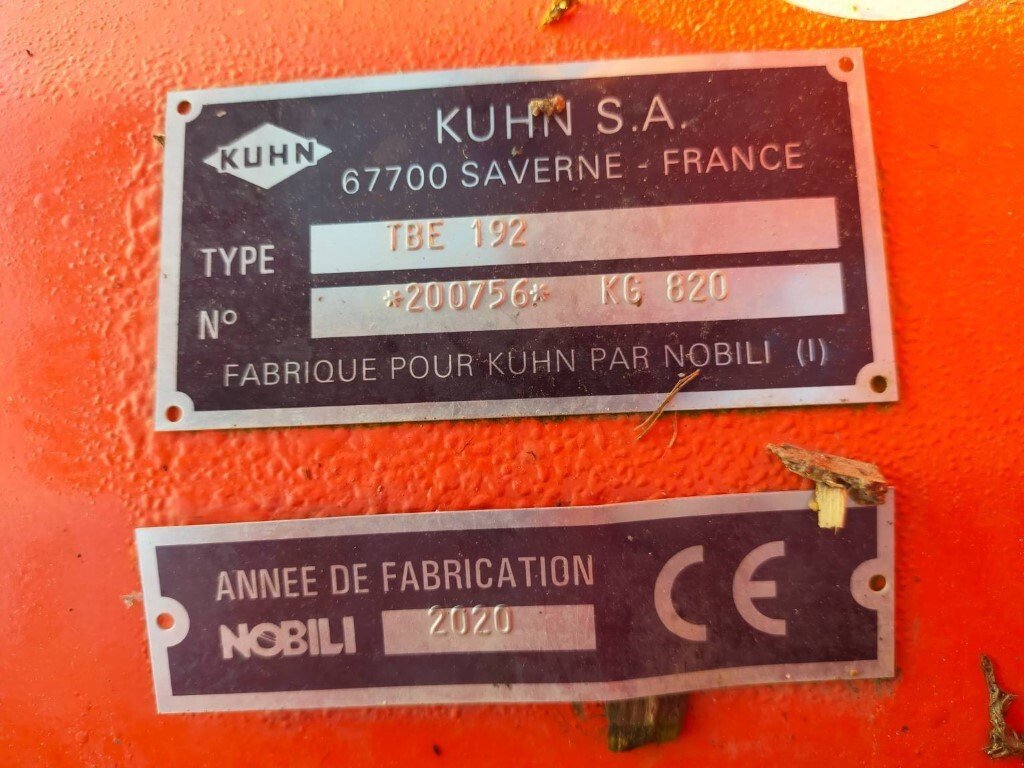 KUHN
KUHN S.A.
67700 SAVERNE - FRANCE
TYPE TBE 192
N° *200756* KG 820
FABRIQUE POUR KUHN PAR NOBILI (I)
ANNEE DE FABRICATION
NOBILI 2020
CE